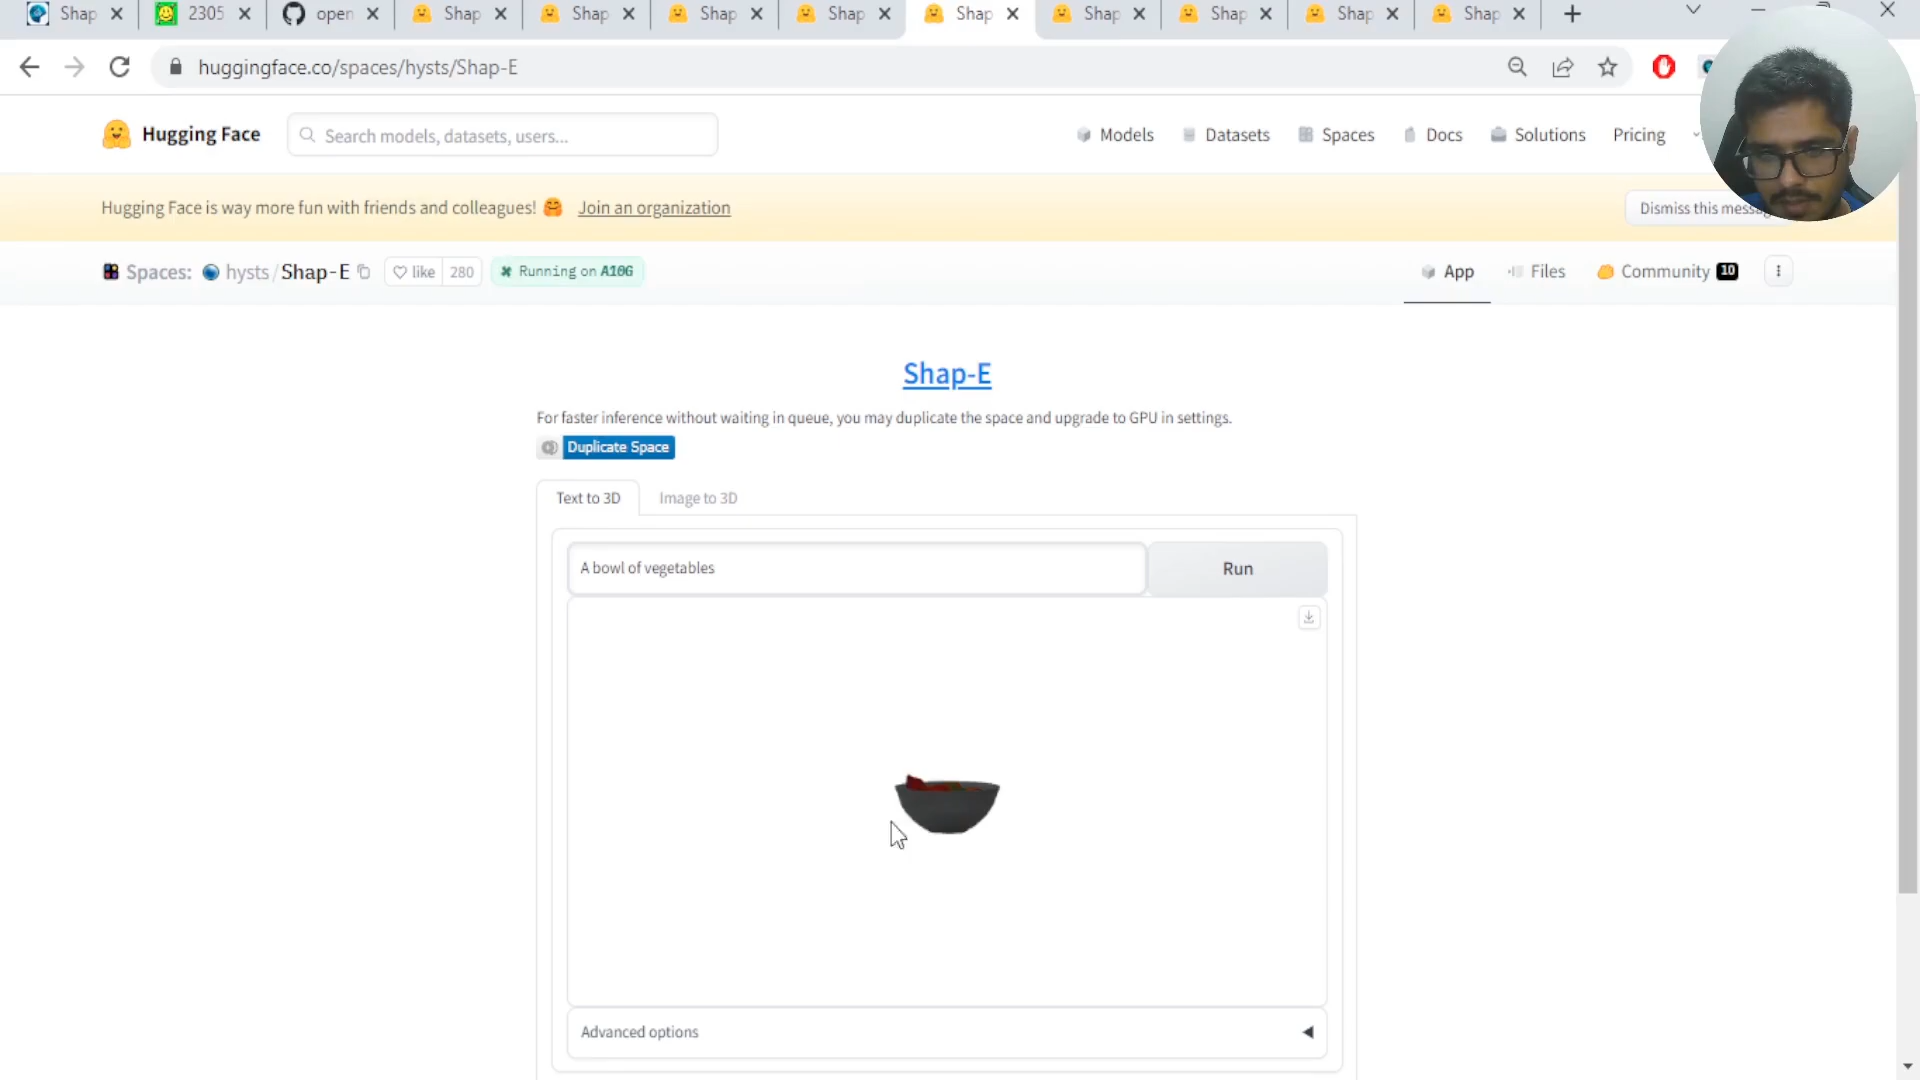 Shap
2305
open
Shap
Shap
Shap
Shap
Shap
Shap
Shap
Shap
Shap
huggingface.co/spaces/hysts/Shap-E
Hugging Face
Search models, datasets, users...
Models
Datasets
Spaces
Docs
Solutions
Pricing
Hugging Face is way more fun with friends and colleagues! 🤗 Join an organization
Dismiss this message
Spaces: hysts/Shap-E
like 280
Running on A10G
App
Files
Community 10
Shap-E
For faster inference without waiting in queue, you may duplicate the space and upgrade to GPU in settings.
Duplicate Space
Text to 3D
Image to 3D
A bowl of vegetables
Run
Advanced options